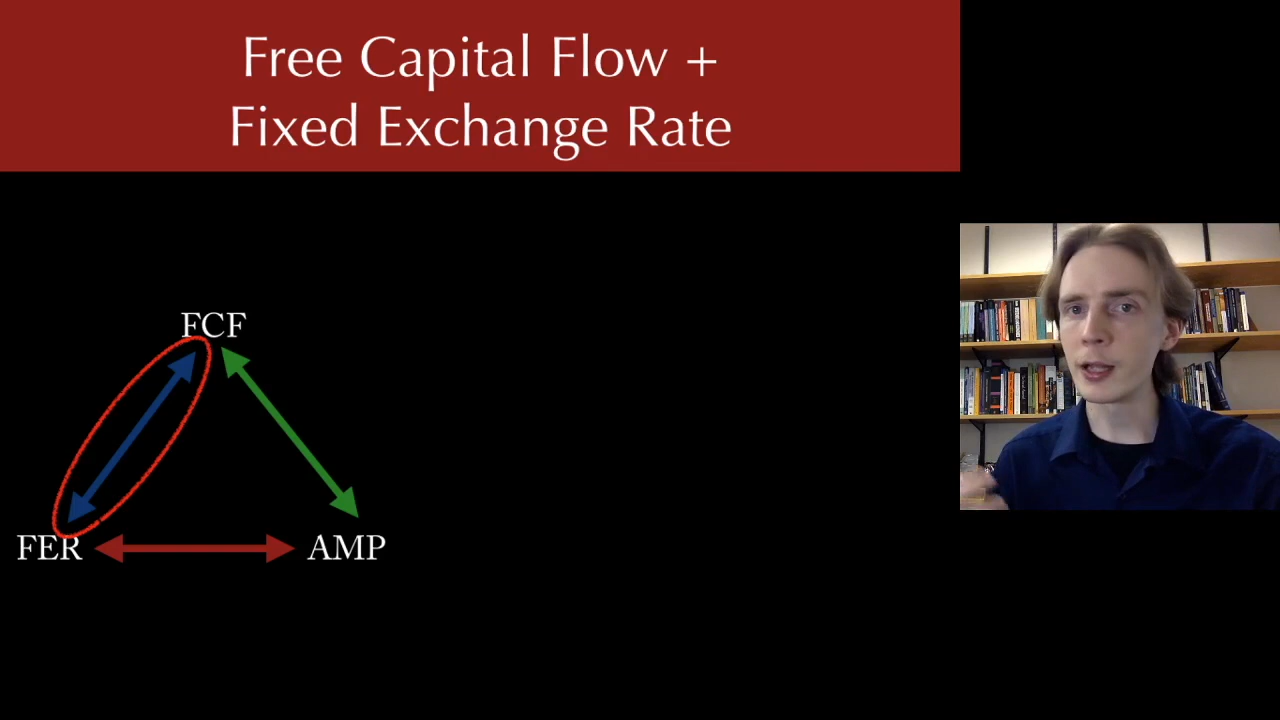 Free Capital Flow +
Fixed Exchange Rate
FCF
FER
AMP